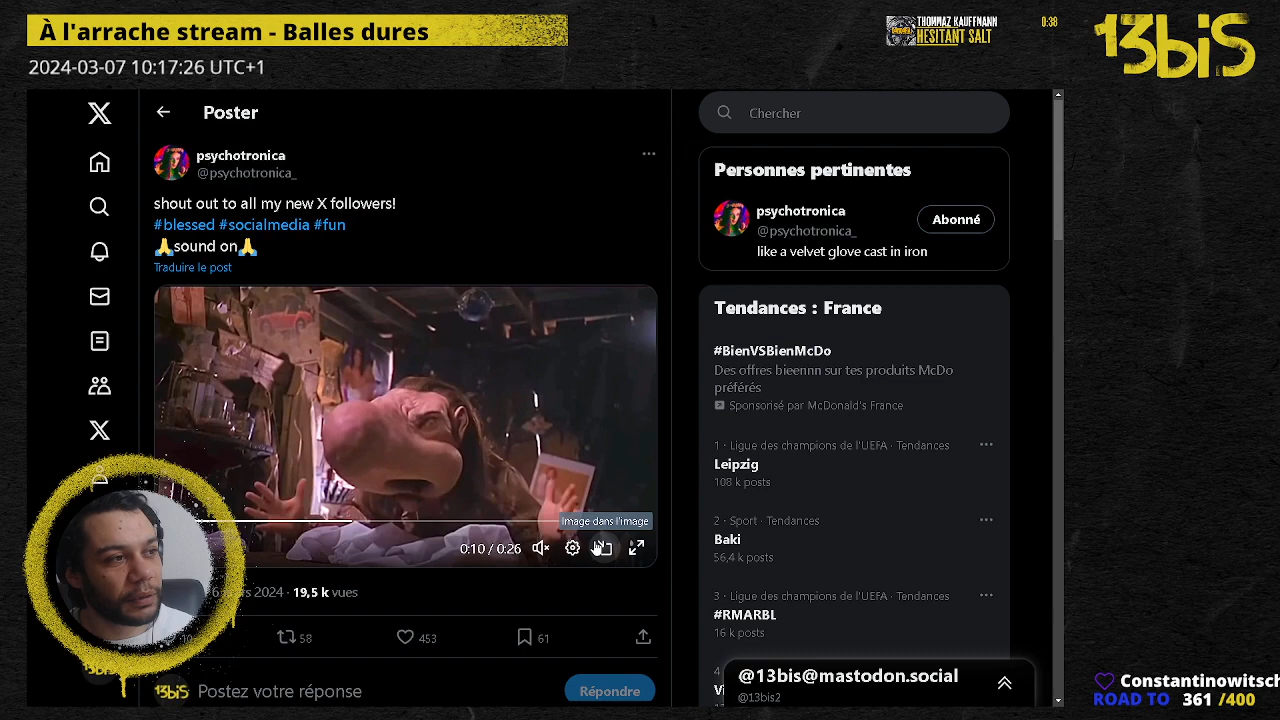 À l'arrache stream - Balles dures
2024-03-07 10:17:26 UTC+1
THOMMAZ KAUFFMANN
HESITANT SALT
0:38
13biS
Poster
psychotronica
@psychotronica_
shout out to all my new X followers!
#blessed #socialmedia #fun
🙏sound on🙏
Traduire le post
Image dans l'image
0:10 / 0:26
2024 · 19,5 k vues
58
453
61
13biS
Postez votre réponse
Répondre
Chercher
Personnes pertinentes
psychotronica
@psychotronica_
Abonné
like a velvet glove cast in iron
Tendances : France
#BienVSBienMcDo
Des offres bieennn sur tes produits McDo
préférés
Sponsorisé par McDonald's France
1 · Ligue des champions de l'UEFA · Tendances
Leipzig
108 k posts
2 · Sport · Tendances
Baki
56,4 k posts
3 · Ligue des champions de l'UEFA · Tendances
#RMARBL
16 k posts
4
@13bis@mastodon.social
@13bis2
Constantinowitsch
ROAD TO 361 /400